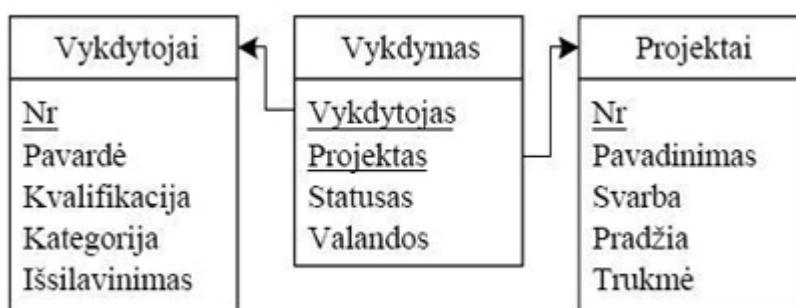 Vykdytojai
Nr
Pavardė
Kvalifikacija
Kategorija
Išsilavinimas
Vykdymas
Vykdytojas
Projektas
Statusas
Valandos
Projektai
Nr
Pavadinimas
Svarba
Pradžia
Trukmė